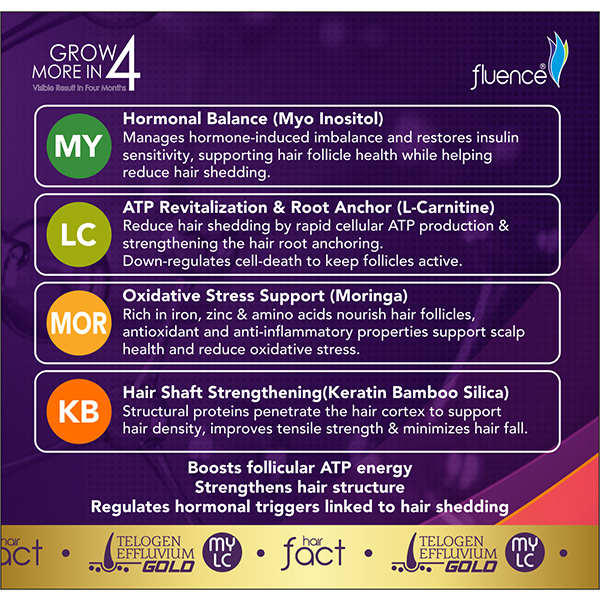 GROW
MORE IN 4
Visible Result in Four Months
fluence®
MY
Hormonal Balance (Myo Inositol)
Manages hormone-induced imbalance and restores insulin
sensitivity, supporting hair follicle health while helping
reduce hair shedding.
LC
ATP Revitalization & Root Anchor (L-Carnitine)
Reduce hair shedding by rapid cellular ATP production &
strengthening the hair root anchoring.
Down-regulates cell-death to keep follicles active.
MOR
Oxidative Stress Support (Moringa)
Rich in iron, zinc & amino acids nourish hair follicles,
antioxidant and anti-inflammatory properties support scalp
health and reduce oxidative stress.
KB
Hair Shaft Strengthening(Keratin Bamboo Silica)
Structural proteins penetrate the hair cortex to support
hair density, improves tensile strength & minimizes hair fall.
Boosts follicular ATP energy
Strengthens hair structure
Regulates hormonal triggers linked to hair shedding
hair
act • TELOGEN EFFLUVIUM GOLD MY LC • hair fact • TELOGEN EFFLUVIUM GOLD MY LC •